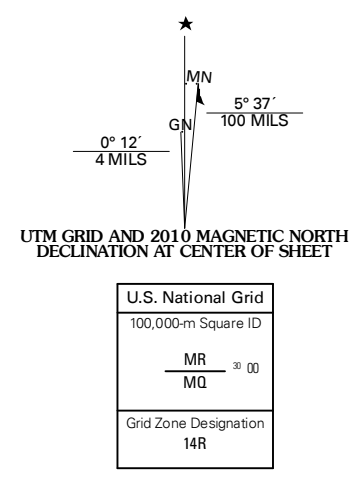 MN
5° 37´
100 MILS
GN
0° 12´
4 MILS
UTM GRID AND 2010 MAGNETIC NORTH
DECLINATION AT CENTER OF SHEET
U.S. National Grid
100,000-m Square ID
MR
30 00
MQ
Grid Zone Designation
14R